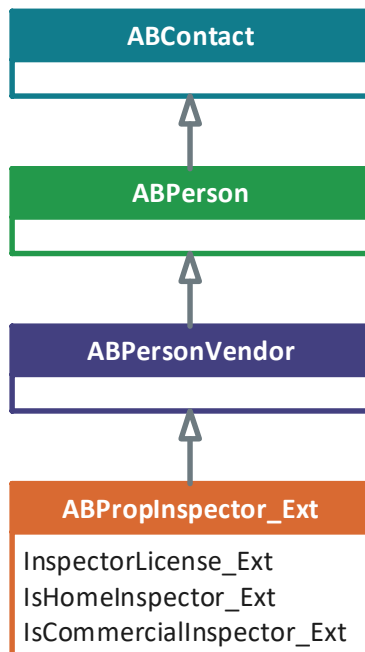 ABContact
ABPerson
ABPersonVendor
ABPropInspector_Ext
InspectorLicense_Ext
IsHomeInspector_Ext
IsCommercialInspector_Ext